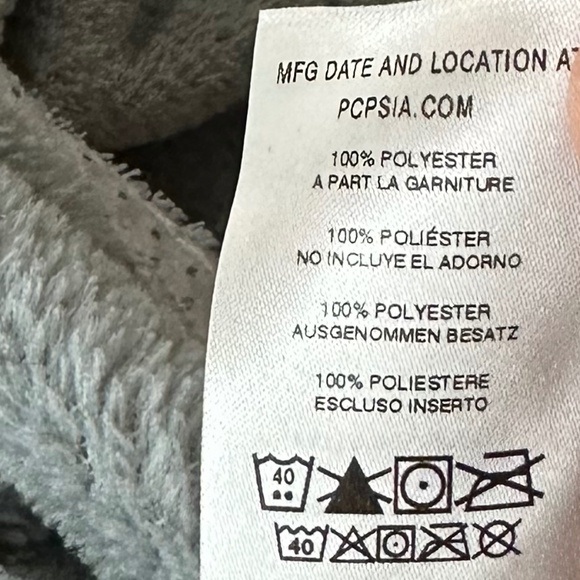 MFG DATE AND LOCATION AT
PCPSIA.COM
100% POLYESTER
A PART LA GARNITURE
100% POLIÉSTER
NO INCLUYE EL ADORNO
100% POLYESTER
AUSGENOMMEN BESATZ
100% POLIESTERE
ESCLUSO INSERTO
40
40